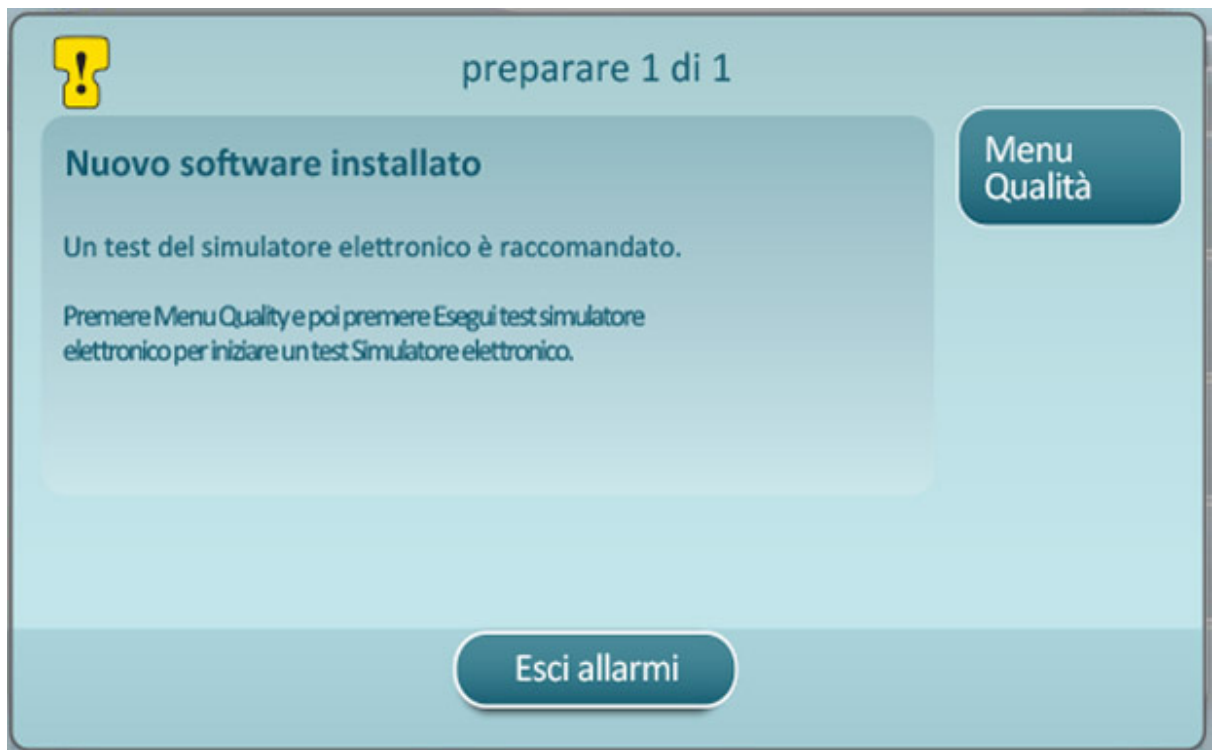 preparare 1 di 1
Nuovo software installato
Menu
Qualità
Un test del simulatore elettronico è raccomandato.
Premere Menu Quality e poi premere Esegui test simulatore
elettronico per iniziare un test Simulatore elettronico.
Esci allarmi